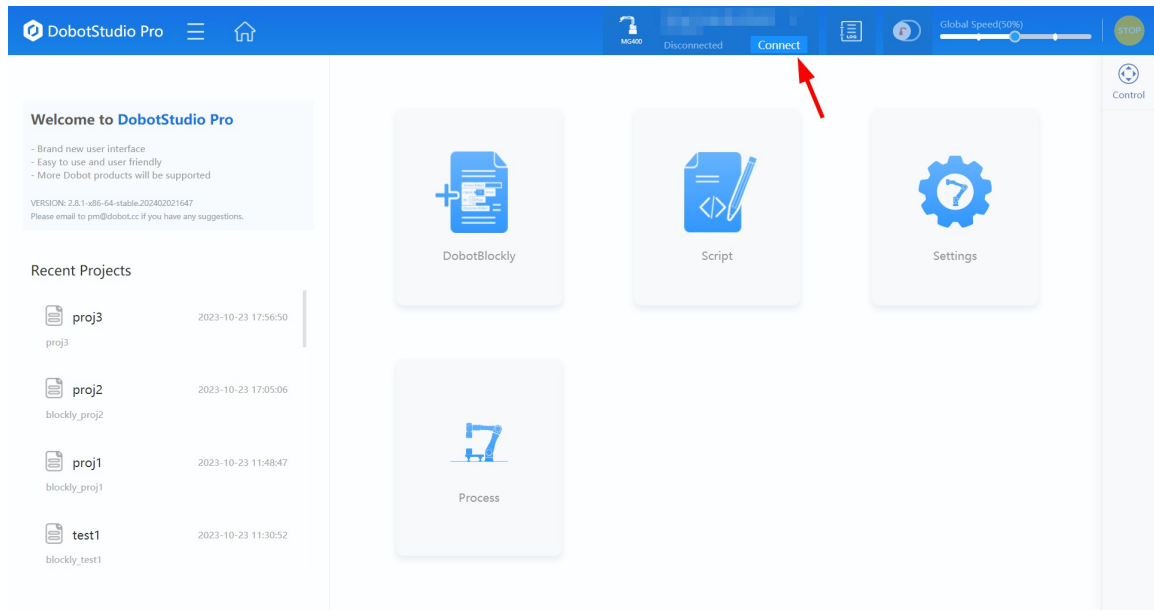 DobotStudio Pro
MG400
Disconnected
Connect
LOG
Global Speed(50%)
STOP
Control
Welcome to DobotStudio Pro
- Brand new user interface
- Easy to use and user friendly
- More Dobot products will be supported
VERSION: 2.8.1-x86-64-stable.202402021647
Please email to pm@dobot.cc if you have any suggestions.
Recent Projects
proj3 2023-10-23 17:56:50
proj3
proj2 2023-10-23 17:05:06
blockly_proj2
proj1 2023-10-23 11:48:47
blockly_proj1
test1 2023-10-23 11:30:52
blockly_test1
DobotBlockly
Script
Settings
Process